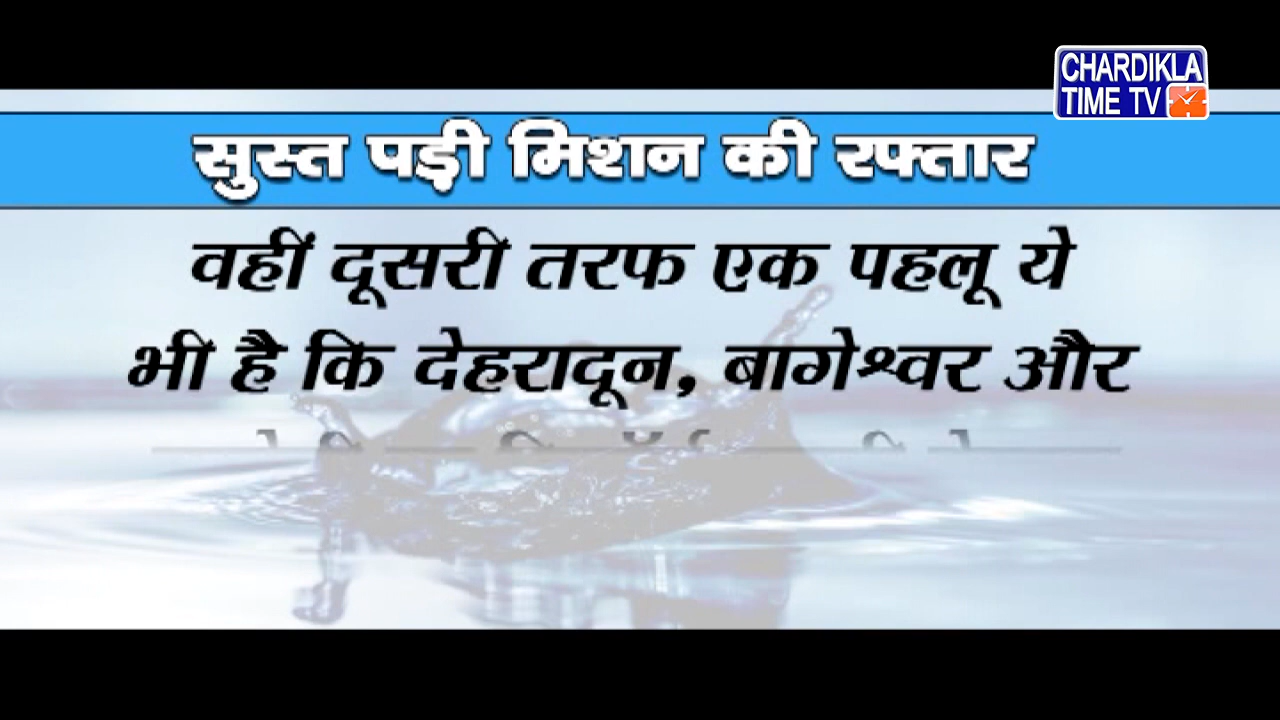 CHARDIKLA
TIME TV
सुस्त पड़ी मिशन की रफ्तार
वहीं दूसरी तरफ एक पहलू ये
भी है कि देहरादून, बागेश्वर और